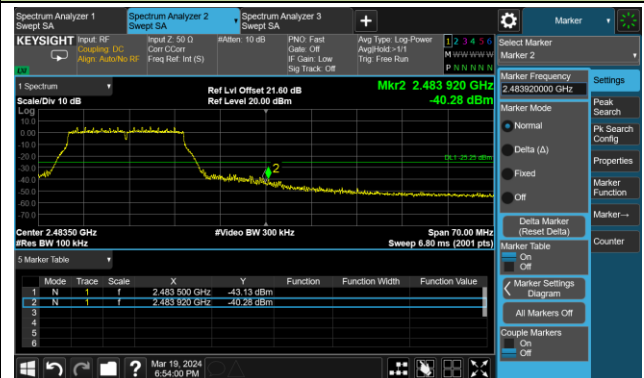 Spectrum Analyzer 1
Swept SA
Spectrum Analyzer 2
Swept SA
Spectrum Analyzer 3
Swept SA
+
Marker
KEYSIGHT
Input: RF
Coupling: DC
Align: Auto/No RF
Input Z: 50 Ω
Corr CCorr
Freq Ref: Int (S)
#Atten: 10 dB
PNO: Fast
Gate: Off
IF Gain: Low
Sig Track: Off
Avg Type: Log-Power
Avg|Hold:>1/1
Trig: Free Run
1 2 3 4 5 6
M W W W W W
P N N N N N
LVI
Select Marker
Marker 2
1 Spectrum
Scale/Div 10 dB
Ref Lvl Offset 21.60 dB
Ref Level 20.00 dBm
Mkr2 2.483 920 GHz
-40.28 dBm
Log
10.0
0.00
-10.0
-20.0
-30.0
-40.0
-50.0
-60.0
-70.0
DL1 -25.25 dBm
2
Center 2.48350 GHz
#Res BW 100 kHz
#Video BW 300 kHz
Span 70.00 MHz
Sweep 6.80 ms (2001 pts)
5 Marker Table
Mode Trace Scale X Y Function Function Width Function Value
1 N 1 f 2.483 500 GHz -43.13 dBm
2 N 1 f 2.483 920 GHz -40.28 dBm
3
4
5
6
Marker Frequency
2.483920000 GHz
Marker Mode
Normal
Delta (Δ)
Fixed
Off
Delta Marker
(Reset Delta)
Marker Table
On
Off
Marker Settings
Diagram
All Markers Off
Couple Markers
On
Off
Settings
Peak
Search
Pk Search
Config
Properties
Marker
Function
Marker→
Counter
?
Mar 19, 2024
6:54:00 PM